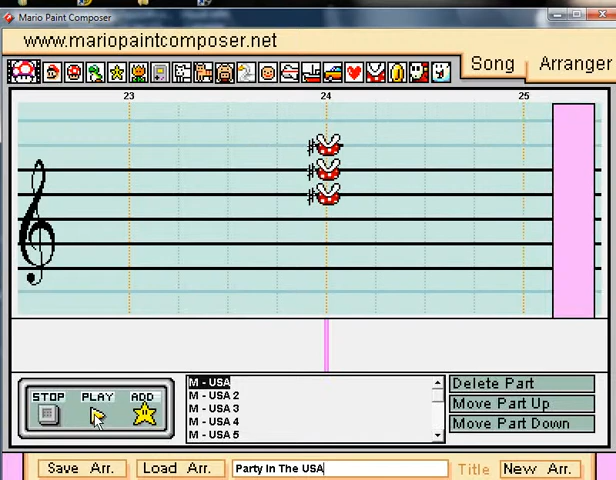 Mario Paint Composer
www.mariopaintcomposer.net
Song
Arranger
23
24
25
STOP
PLAY
ADD
M - USA
M - USA 2
M - USA 3
M - USA 4
M - USA 5
Delete Part
Move Part Up
Move Part Down
Save Arr.
Load Arr.
Party In The USA
Title
New Arr.